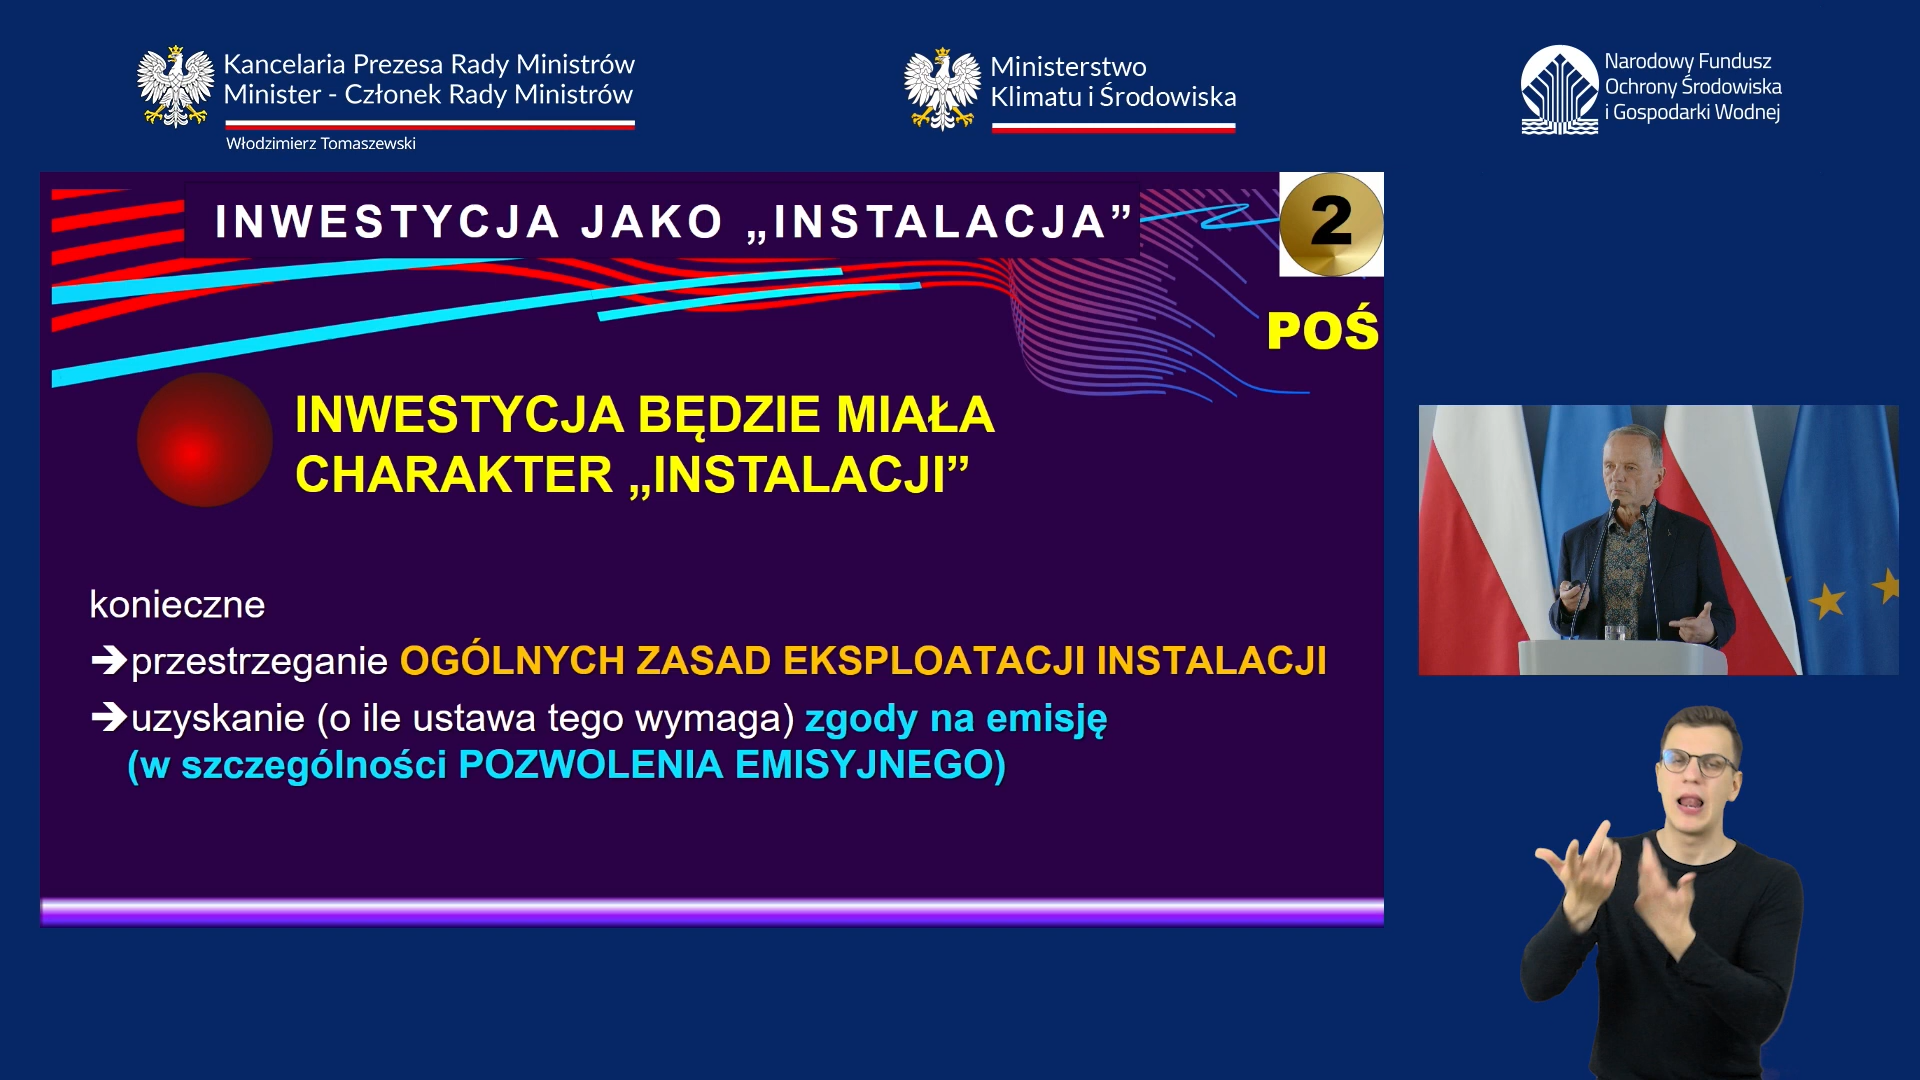 Kancelaria Prezesa Rady Ministrów
Minister - Członek Rady Ministrów
Włodzimierz Tomaszewski
Ministerstwo
Klimatu i Środowiska
Narodowy Fundusz
Ochrony Środowiska
i Gospodarki Wodnej
INWESTYCJA JAKO „INSTALACJA”
2
POŚ
INWESTYCJA BĘDZIE MIAŁA
CHARAKTER „INSTALACJI”
konieczne
➔przestrzeganie OGÓLNYCH ZASAD EKSPLOATACJI INSTALACJI
➔uzyskanie (o ile ustawa tego wymaga) zgody na emisję
(w szczególności POZWOLENIA EMISYJNEGO)